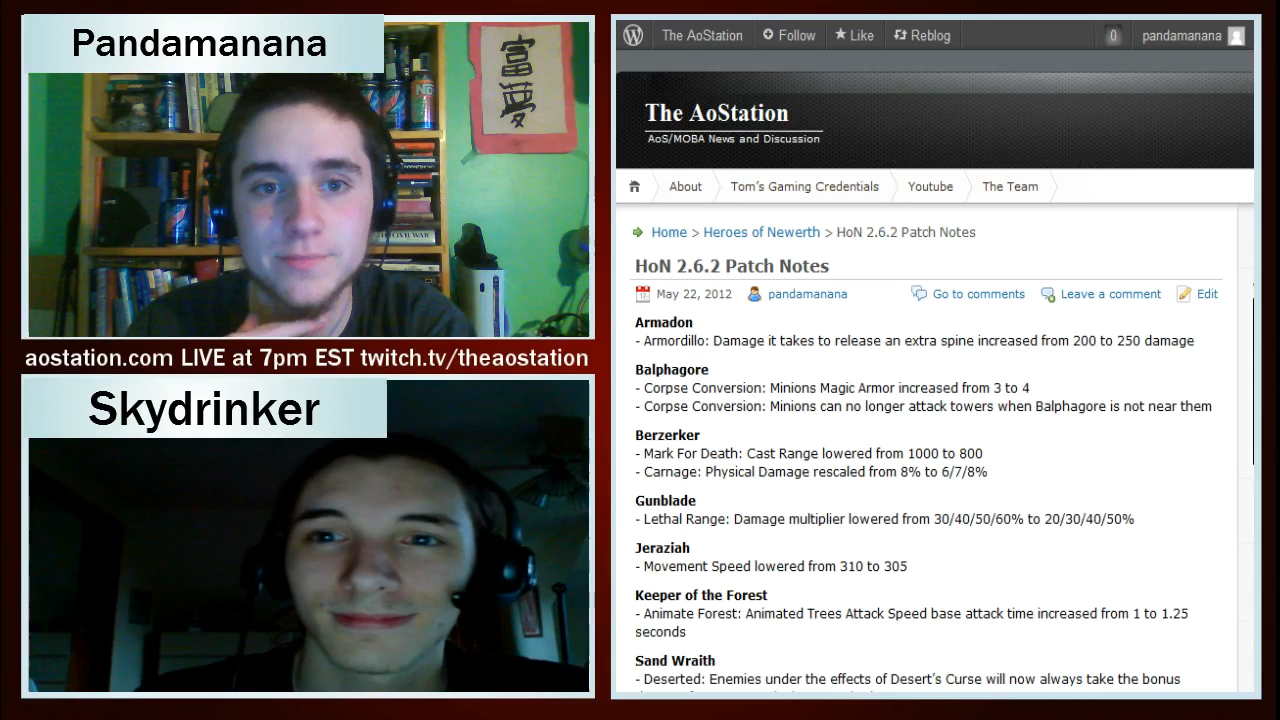 Pandamanana
富
夢
CIVIL WAR
aostation.com LIVE at 7pm EST twitch.tv/theaostation
Skydrinker
The AoStation Follow Like Reblog 0 pandamanana
The AoStation
AoS/MOBA News and Discussion
About Tom's Gaming Credentials Youtube The Team
Home > Heroes of Newerth > HoN 2.6.2 Patch Notes
HoN 2.6.2 Patch Notes
May 22, 2012 pandamanana Go to comments Leave a comment Edit
Armadon
- Armordillo: Damage it takes to release an extra spine increased from 200 to 250 damage
Balphagore
- Corpse Conversion: Minions Magic Armor increased from 3 to 4
- Corpse Conversion: Minions can no longer attack towers when Balphagore is not near them
Berzerker
- Mark For Death: Cast Range lowered from 1000 to 800
- Carnage: Physical Damage rescaled from 8% to 6/7/8%
Gunblade
- Lethal Range: Damage multiplier lowered from 30/40/50/60% to 20/30/40/50%
Jeraziah
- Movement Speed lowered from 310 to 305
Keeper of the Forest
- Animate Forest: Animated Trees Attack Speed base attack time increased from 1 to 1.25
seconds
Sand Wraith
- Deserted: Enemies under the effects of Desert's Curse will now always take the bonus